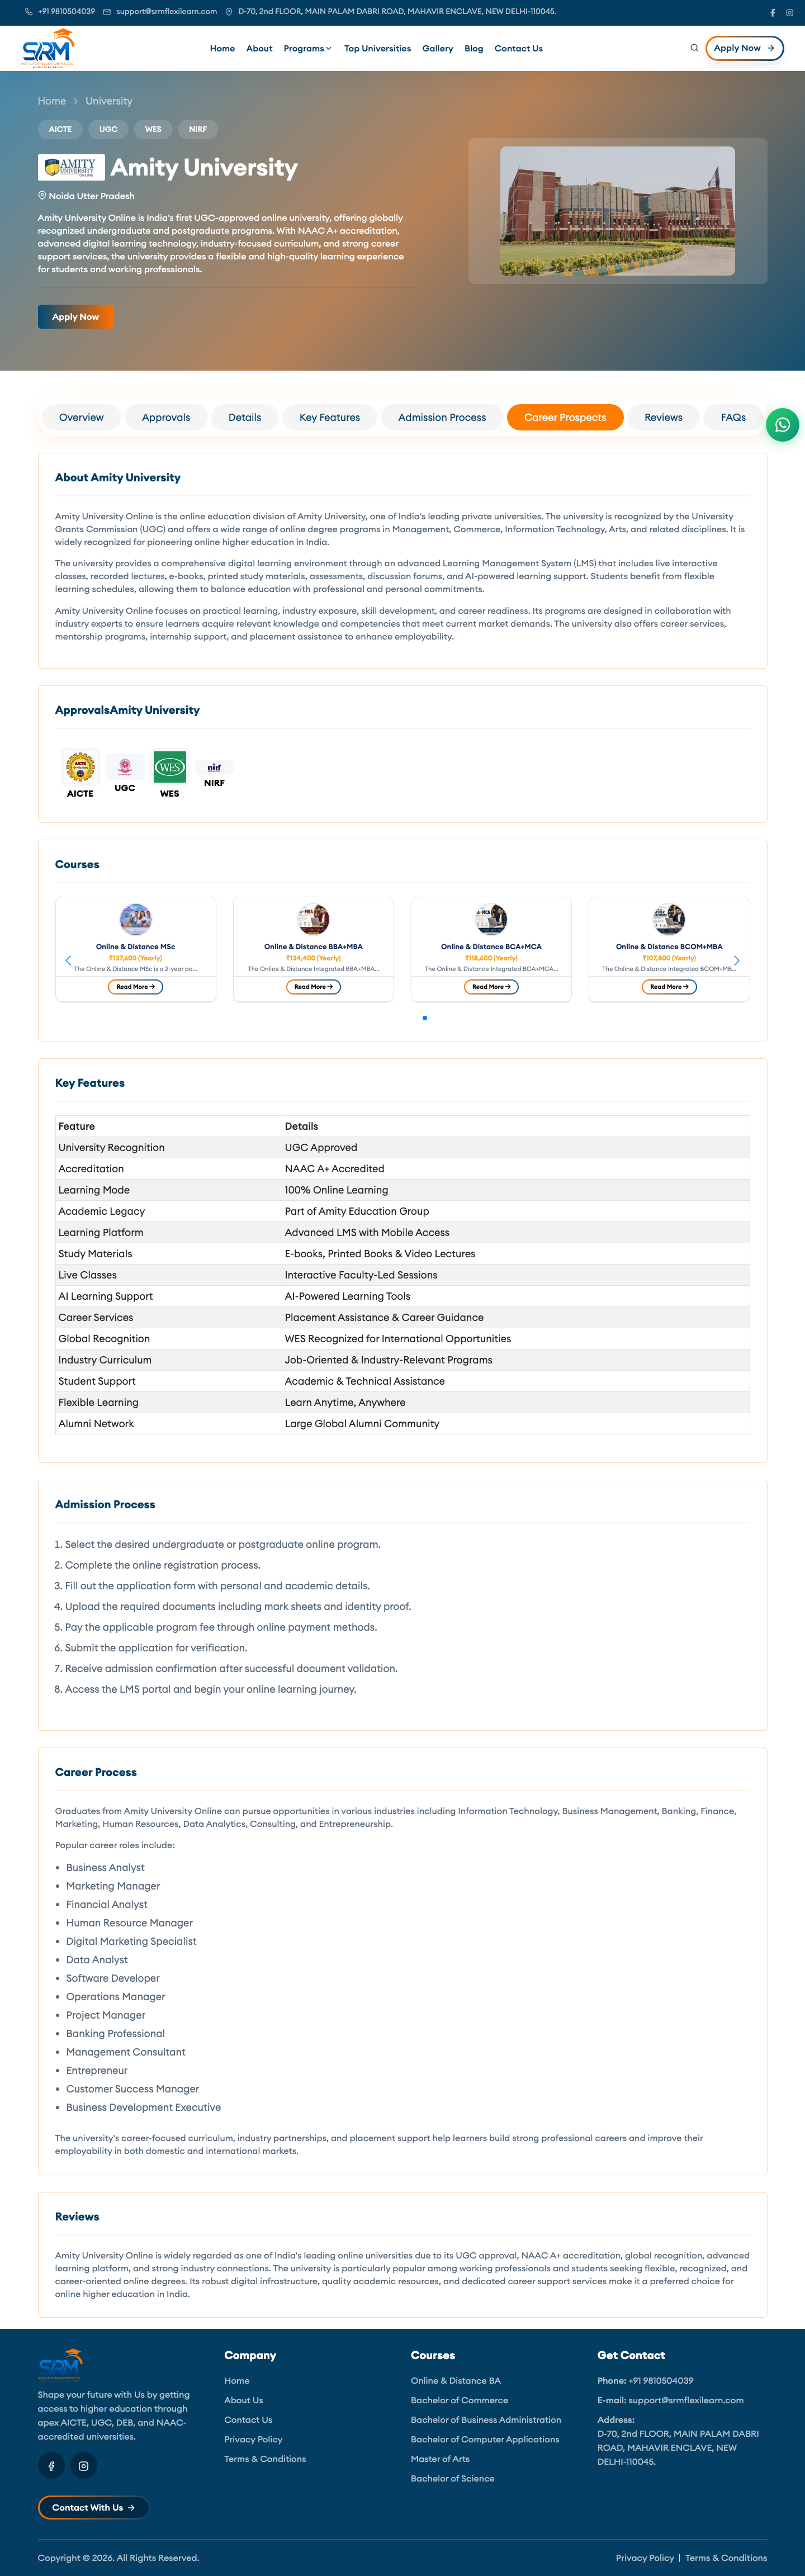 +91 9810504039 support@srmflexilearn.com D-70, 2nd FLOOR, MAIN PALAM DABRI ROAD, MAHAVIR ENCLAVE, NEW DELHI-110045.
SRM
Home About Programs Top Universities Gallery Blog Contact Us
Apply Now
Home University
AICTE UGC WES NIRF
AMITY UNIVERSITY ONLINE
Amity University
Noida Utter Pradesh
Amity University Online is India's first UGC-approved online university, offering globally
recognized undergraduate and postgraduate programs. With NAAC A+ accreditation,
advanced digital learning technology, industry-focused curriculum, and strong career
support services, the university provides a flexible and high-quality learning experience
for students and working professionals.
Apply Now
Overview Approvals Details Key Features Admission Process Career Prospects Reviews FAQs
About Amity University
Amity University Online is the online education division of Amity University, one of India's leading private universities. The university is recognized by the University
Grants Commission (UGC) and offers a wide range of online degree programs in Management, Commerce, Information Technology, Arts, and related disciplines. It is
widely recognized for pioneering online higher education in India.
The university provides a comprehensive digital learning environment through an advanced Learning Management System (LMS) that includes live interactive
classes, recorded lectures, e-books, printed study materials, assessments, discussion forums, and AI-powered learning support. Students benefit from flexible
learning schedules, allowing them to balance education with professional and personal commitments.
Amity University Online focuses on practical learning, industry exposure, skill development, and career readiness. Its programs are designed in collaboration with
industry experts to ensure learners acquire relevant knowledge and competencies that meet current market demands. The university also offers career services,
mentorship programs, internship support, and placement assistance to enhance employability.
ApprovalsAmity University
WES
nirf
AICTE UGC WES NIRF
Courses
Online & Distance MSc
₹137,600 (Yearly)
The Online & Distance MSc is a 2-year pa...
Read More
Online & Distance BBA+MBA
₹134,400 (Yearly)
The Online & Distance Integrated BBA+MBA...
Read More
Online & Distance BCA+MCA
₹118,600 (Yearly)
The Online & Distance Integrated BCA+MCA...
Read More
Online & Distance BCOM+MBA
₹107,800 (Yearly)
The Online & Distance Integrated BCOM+MB...
Read More
Key Features
Feature Details
University Recognition UGC Approved
Accreditation NAAC A+ Accredited
Learning Mode 100% Online Learning
Academic Legacy Part of Amity Education Group
Learning Platform Advanced LMS with Mobile Access
Study Materials E-books, Printed Books & Video Lectures
Live Classes Interactive Faculty-Led Sessions
AI Learning Support AI-Powered Learning Tools
Career Services Placement Assistance & Career Guidance
Global Recognition WES Recognized for International Opportunities
Industry Curriculum Job-Oriented & Industry-Relevant Programs
Student Support Academic & Technical Assistance
Flexible Learning Learn Anytime, Anywhere
Alumni Network Large Global Alumni Community
Admission Process
1. Select the desired undergraduate or postgraduate online program.
2. Complete the online registration process.
3. Fill out the application form with personal and academic details.
4. Upload the required documents including mark sheets and identity proof.
5. Pay the applicable program fee through online payment methods.
6. Submit the application for verification.
7. Receive admission confirmation after successful document validation.
8. Access the LMS portal and begin your online learning journey.
Career Process
Graduates from Amity University Online can pursue opportunities in various industries including Information Technology, Business Management, Banking, Finance,
Marketing, Human Resources, Data Analytics, Consulting, and Entrepreneurship.
Popular career roles include:
• Business Analyst
• Marketing Manager
• Financial Analyst
• Human Resource Manager
• Digital Marketing Specialist
• Data Analyst
• Software Developer
• Operations Manager
• Project Manager
• Banking Professional
• Management Consultant
• Entrepreneur
• Customer Success Manager
• Business Development Executive
The university's career-focused curriculum, industry partnerships, and placement support help learners build strong professional careers and improve their
employability in both domestic and international markets.
Reviews
Amity University Online is widely regarded as one of India's leading online universities due to its UGC approval, NAAC A+ accreditation, global recognition, advanced
learning platform, and strong industry connections. The university is particularly popular among working professionals and students seeking flexible, recognized, and
career-oriented online degrees. Its robust digital infrastructure, quality academic resources, and dedicated career support services make it a preferred choice for
online higher education in India.
SRM
Shape your future with Us by getting
access to higher education through
apex AICTE, UGC, DEB, and NAAC-
accredited universities.
Contact With Us
Company
Home
About Us
Contact Us
Privacy Policy
Terms & Conditions
Courses
Online & Distance BA
Bachelor of Commerce
Bachelor of Business Administration
Bachelor of Computer Applications
Master of Arts
Bachelor of Science
Get Contact
Phone: +91 9810504039
E-mail: support@srmflexilearn.com
Address:
D-70, 2nd FLOOR, MAIN PALAM DABRI
ROAD, MAHAVIR ENCLAVE, NEW
DELHI-110045.
Copyright © 2026. All Rights Reserved.
Privacy Policy | Terms & Conditions